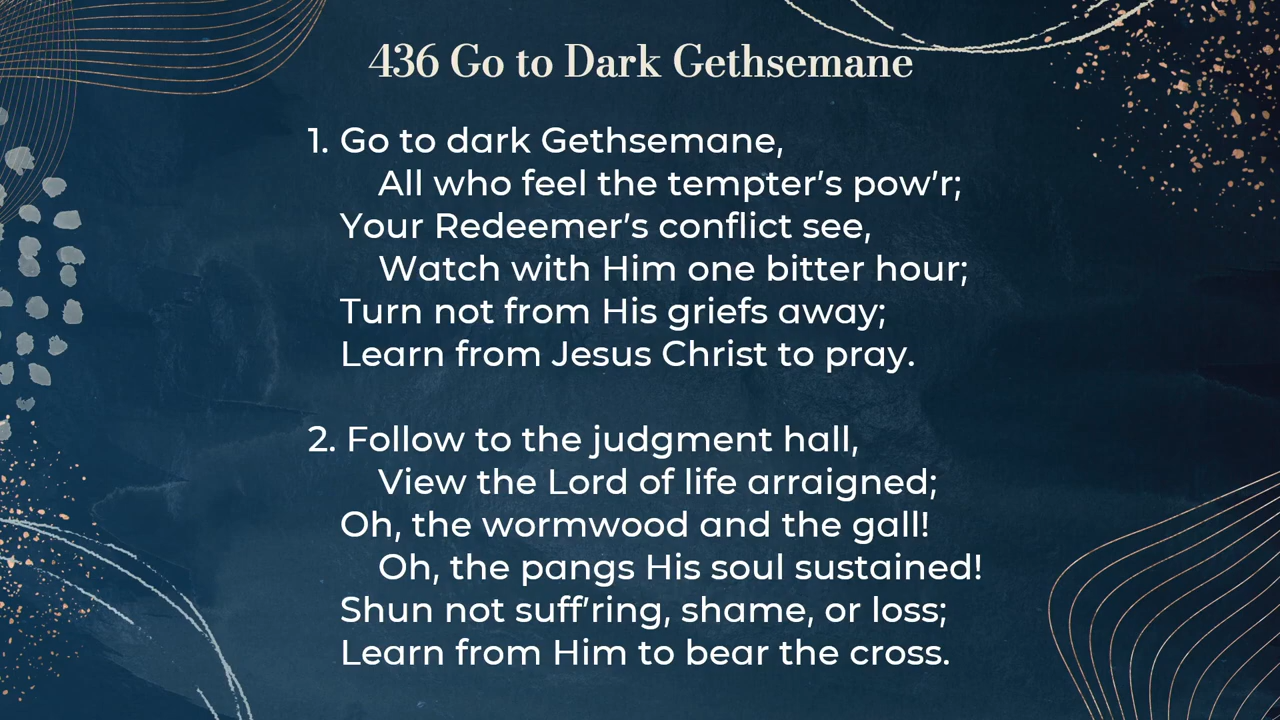 436 Go to Dark Gethsemane
1. Go to dark Gethsemane,
All who feel the tempter’s pow’r;
Your Redeemer’s conflict see,
Watch with Him one bitter hour;
Turn not from His griefs away;
Learn from Jesus Christ to pray.
2. Follow to the judgment hall,
View the Lord of life arraigned;
Oh, the wormwood and the gall!
Oh, the pangs His soul sustained!
Shun not suff’ring, shame, or loss;
Learn from Him to bear the cross.